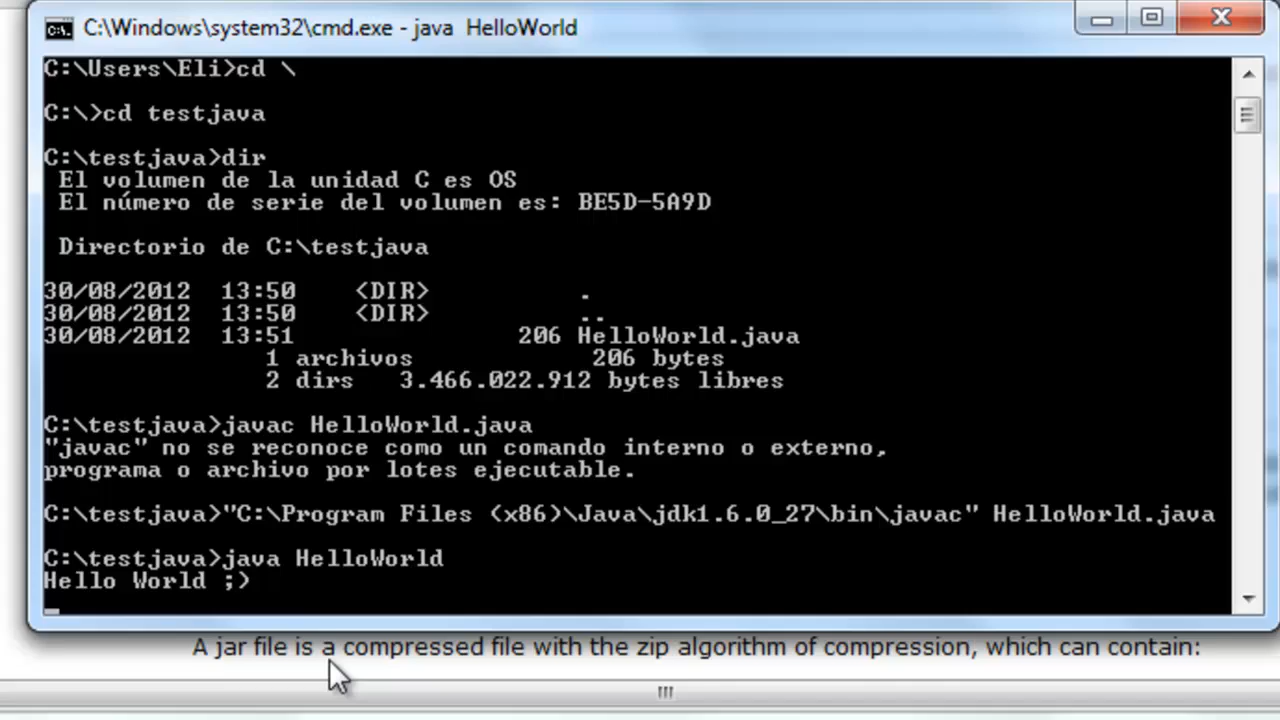 C:\Windows\system32\cmd.exe - java  HelloWorld
C:\Users\Eli>cd \
C:\>cd testjava
C:\testjava>dir
El volumen de la unidad C es OS
El número de serie del volumen es: BE5D-5A9D
Directorio de C:\testjava
30/08/2012  13:50    <DIR>          .
30/08/2012  13:50    <DIR>          ..
30/08/2012  13:51               206 HelloWorld.java
1 archivos            206 bytes
2 dirs   3.466.022.912 bytes libres
C:\testjava>javac HelloWorld.java
"javac" no se reconoce como un comando interno o externo,
programa o archivo por lotes ejecutable.
C:\testjava>"C:\Program Files (x86)\Java\jdk1.6.0_27\bin\javac" HelloWorld.java
C:\testjava>java HelloWorld
Hello World ;)
A jar file is a compressed file with the zip algorithm of compression, which can contain: